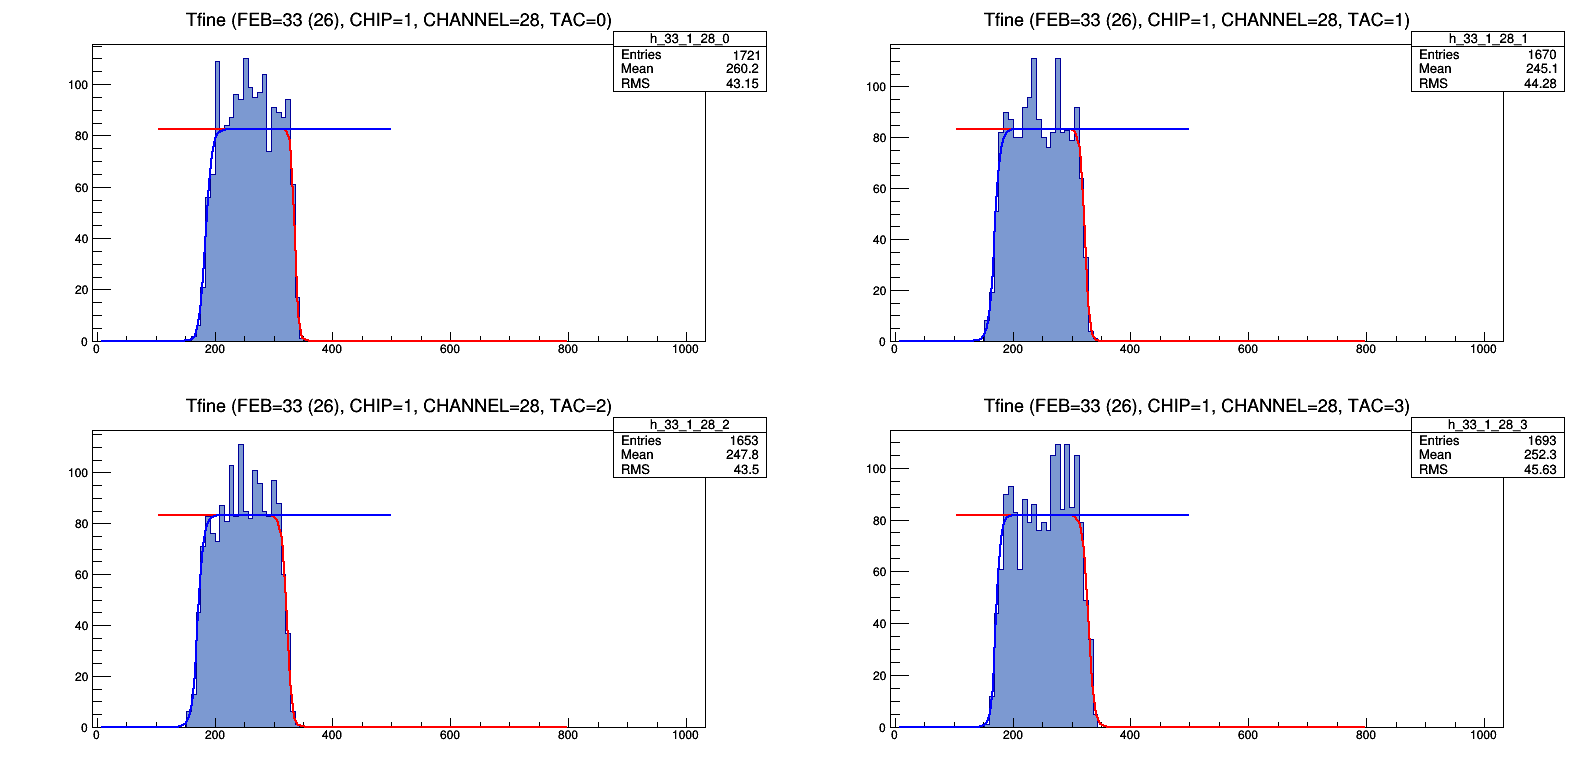 Tfine (FEB=33 (26), CHIP=1, CHANNEL=28, TAC=0)
h_33_1_28_0
Entries 1721
Mean 260.2
RMS 43.15
100
80
60
40
20
0
0 200 400 600 800 1000
Tfine (FEB=33 (26), CHIP=1, CHANNEL=28, TAC=1)
h_33_1_28_1
Entries 1670
Mean 245.1
RMS 44.28
100
80
60
40
20
0
0 200 400 600 800 1000
Tfine (FEB=33 (26), CHIP=1, CHANNEL=28, TAC=2)
h_33_1_28_2
Entries 1653
Mean 247.8
RMS 43.5
100
80
60
40
20
0
0 200 400 600 800 1000
Tfine (FEB=33 (26), CHIP=1, CHANNEL=28, TAC=3)
h_33_1_28_3
Entries 1693
Mean 252.3
RMS 45.63
100
80
60
40
20
0
0 200 400 600 800 1000